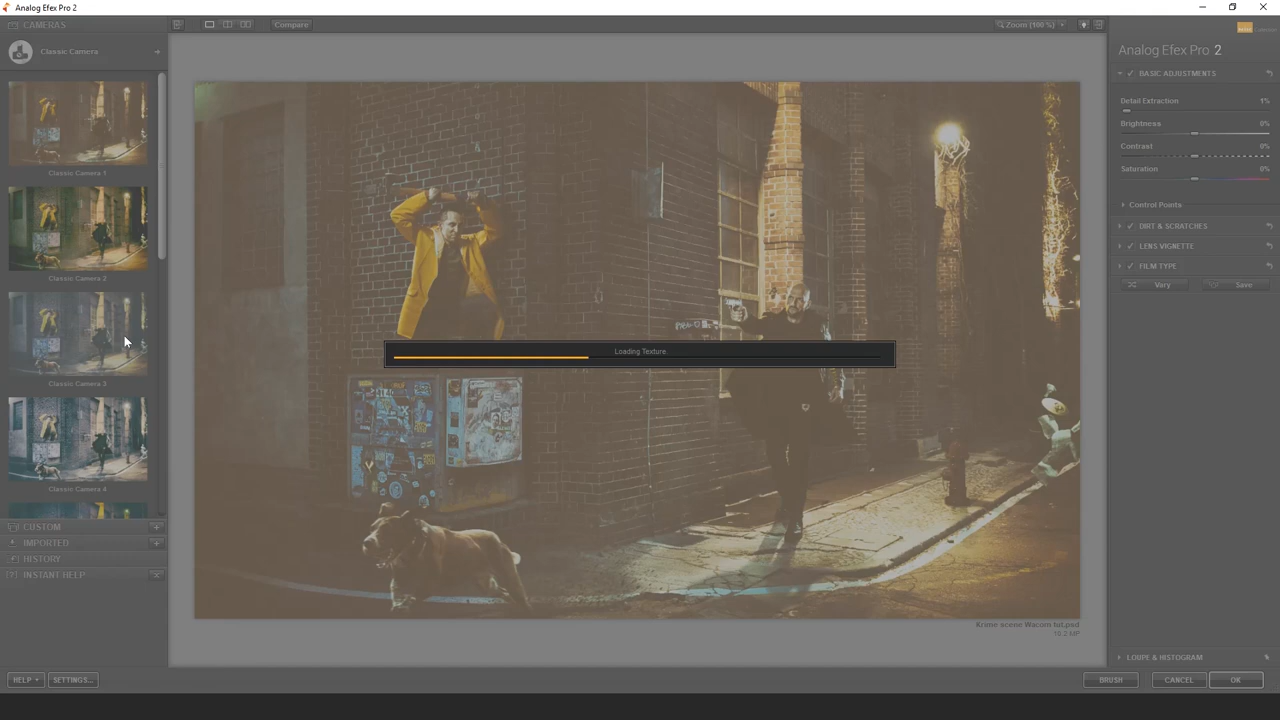 Analog Efex Pro 2
CAMERAS
Compare
Zoom (100 %)
Classic Camera
Analog Efex Pro 2
BASIC ADJUSTMENTS
Detail Extraction 1%
Brightness 0%
Contrast 0%
Saturation 0%
Control Points
DIRT & SCRATCHES
LENS VIGNETTE
FILM TYPE
Vary
Save
Classic Camera 1
Classic Camera 2
Classic Camera 3
Classic Camera 4
Loading Texture.
CUSTOM
IMPORTED
HISTORY
INSTANT HELP
Krime scene Wacom tut.psd
16.2 MP
LOUPE & HISTOGRAM
HELP
SETTINGS...
BRUSH
CANCEL
OK